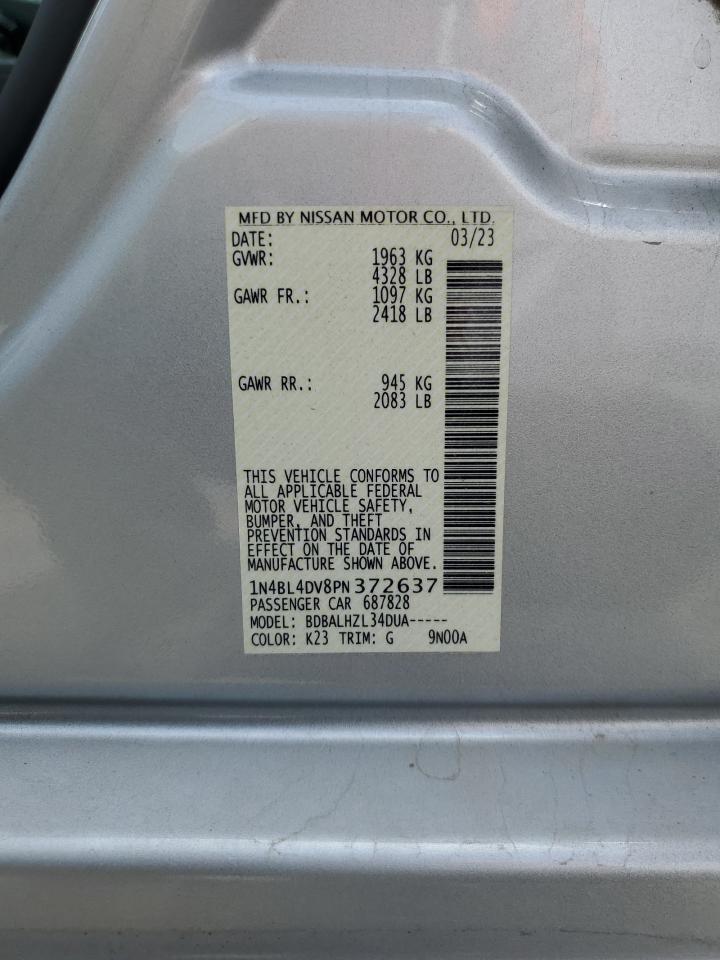 MFD BY NISSAN MOTOR CO., LTD.
DATE: 03/23
GVWR: 1963 KG
4328 LB
GAWR FR.: 1097 KG
2418 LB
GAWR RR.: 945 KG
2083 LB
THIS VEHICLE CONFORMS TO
ALL APPLICABLE FEDERAL
MOTOR VEHICLE SAFETY,
BUMPER, AND THEFT
PREVENTION STANDARDS IN
EFFECT ON THE DATE OF
MANUFACTURE SHOWN ABOVE.
1N4BL4DV8PN372637
PASSENGER CAR 687828
MODEL: BDBALHZL34DUA-----
COLOR: K23 TRIM: G 9N00A